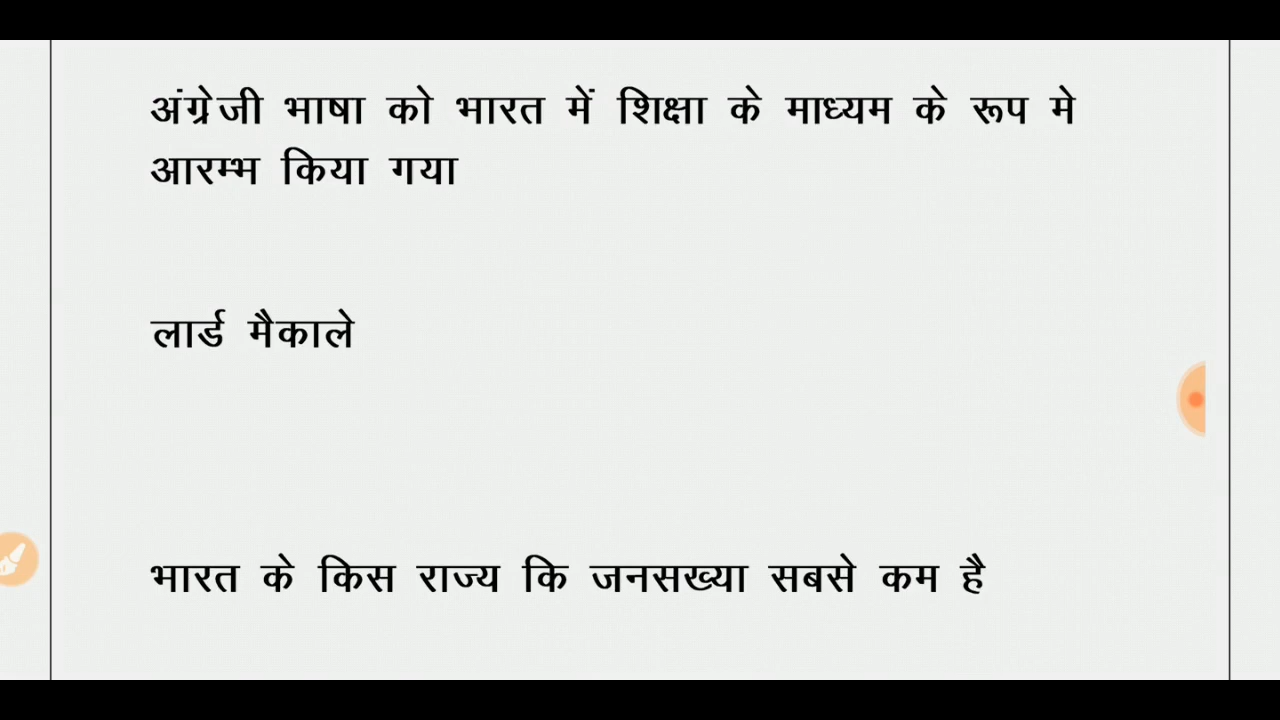 अंग्रेजी भाषा को भारत में शिक्षा के माध्यम के रूप मे
आरम्भ किया गया
लार्ड मैकाले
भारत के किस राज्य कि जनसख्या सबसे कम है